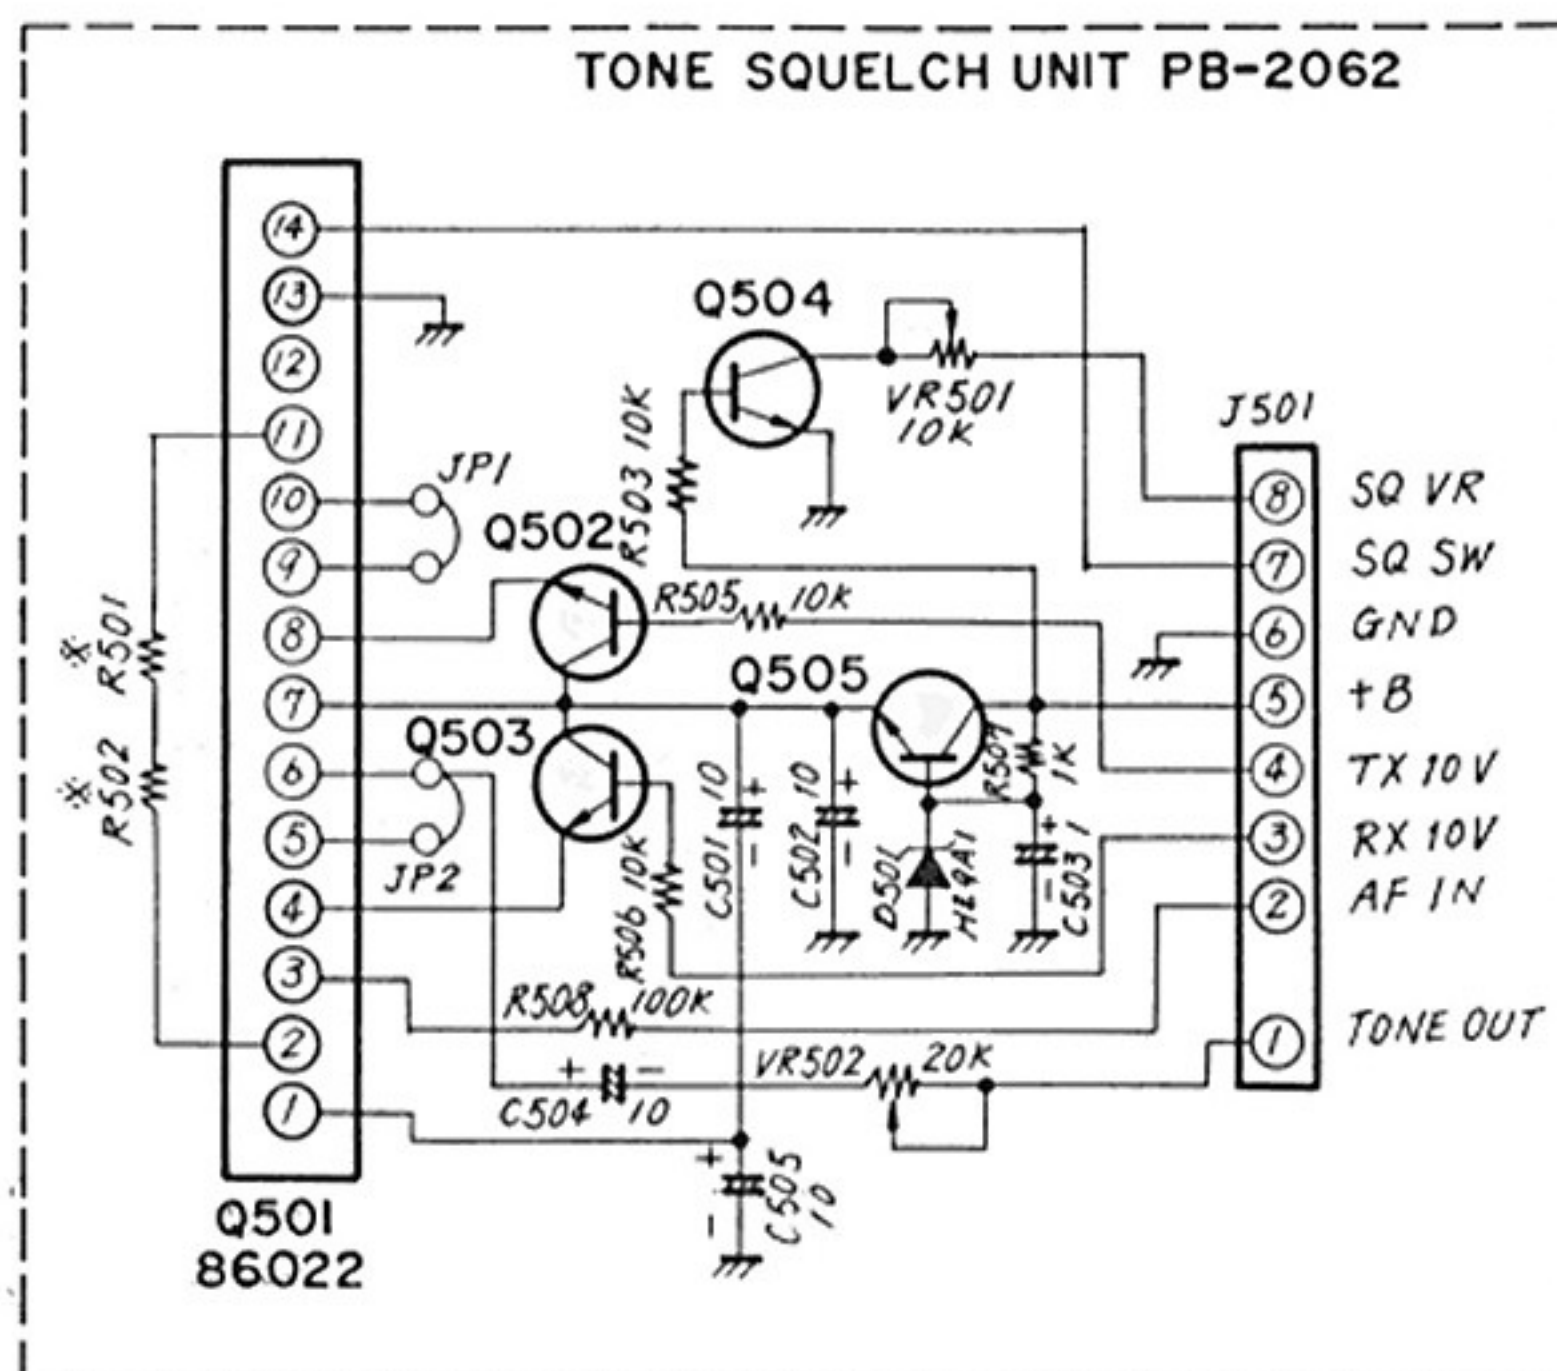 TONE SQUELCH UNIT PB-2062
14
13
12
11
10
9
8
7
6
5
4
3
2
1
Q501
86022
※ R501
※ R502
JP1
JP2
Q502
Q503
Q504
Q505
R503 10K
VR501
10K
R505 10K
R506 10K
R507 1K
C501 10
+
-
C502 10
+
-
D501
HZ9A1
C503 1
+
-
R508 100K
+ -
C504 10
VR502 20K
+
-
C505
10
J501
8 SQ VR
7 SQ SW
6 GND
5 +B
4 TX 10V
3 RX 10V
2 AF IN
1 TONE OUT